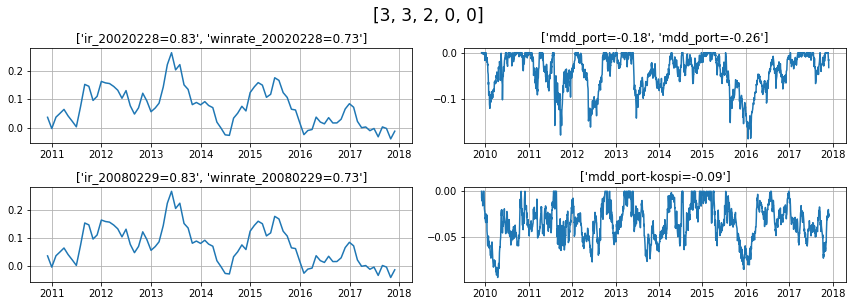 [3, 3, 2, 0, 0]
['ir_20020228=0.83', 'winrate_20020228=0.73']
0.2
0.1
0.0
2011 2012 2013 2014 2015 2016 2017 2018
['mdd_port=-0.18', 'mdd_port=-0.26']
0.0
−0.1
2010 2011 2012 2013 2014 2015 2016 2017 2018
['ir_20080229=0.83', 'winrate_20080229=0.73']
0.2
0.1
0.0
2011 2012 2013 2014 2015 2016 2017 2018
['mdd_port-kospi=-0.09']
0.00
−0.05
2010 2011 2012 2013 2014 2015 2016 2017 2018